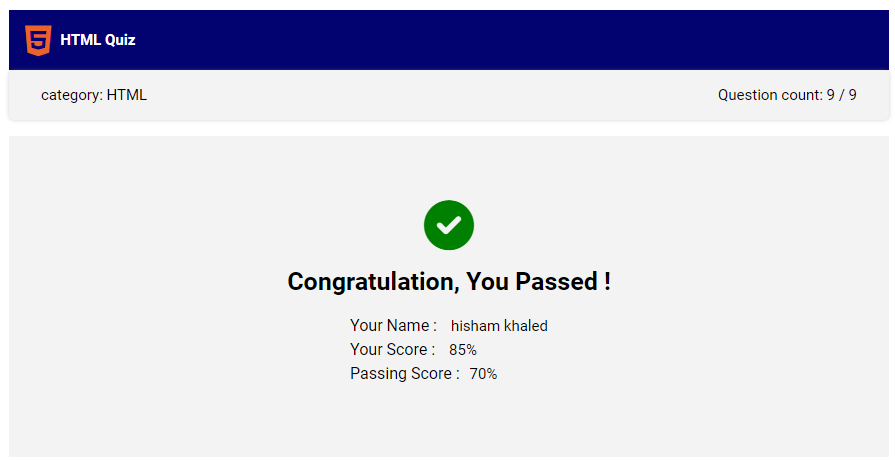 HTML Quiz
category: HTML
Question count: 9 / 9
Congratulation, You Passed !
Your Name : hisham khaled
Your Score : 85%
Passing Score : 70%